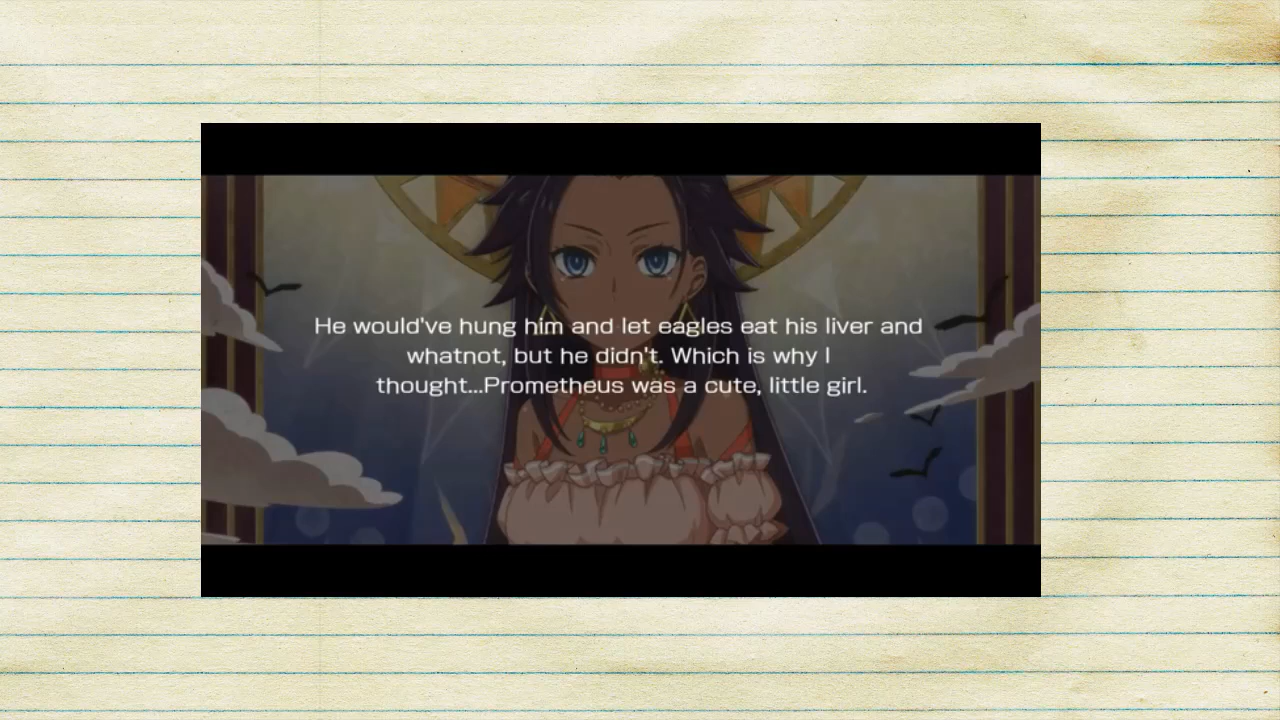 He would've hung him and let eagles eat his liver and
whatnot, but he didn't. Which is why I
thought...Prometheus was a cute, little girl.